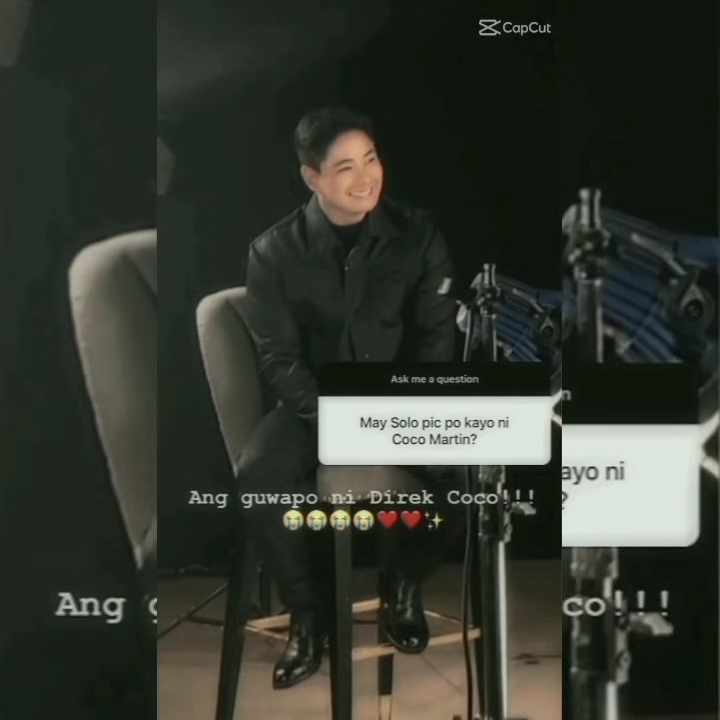 CapCut
Ask me a question
May Solo pic po kayo ni
Coco Martin?
Ang guwapo ni Direk Coco!!!
😭😭😭😭❤️❤️✨
n
ayo ni
?
Ang
co!!!